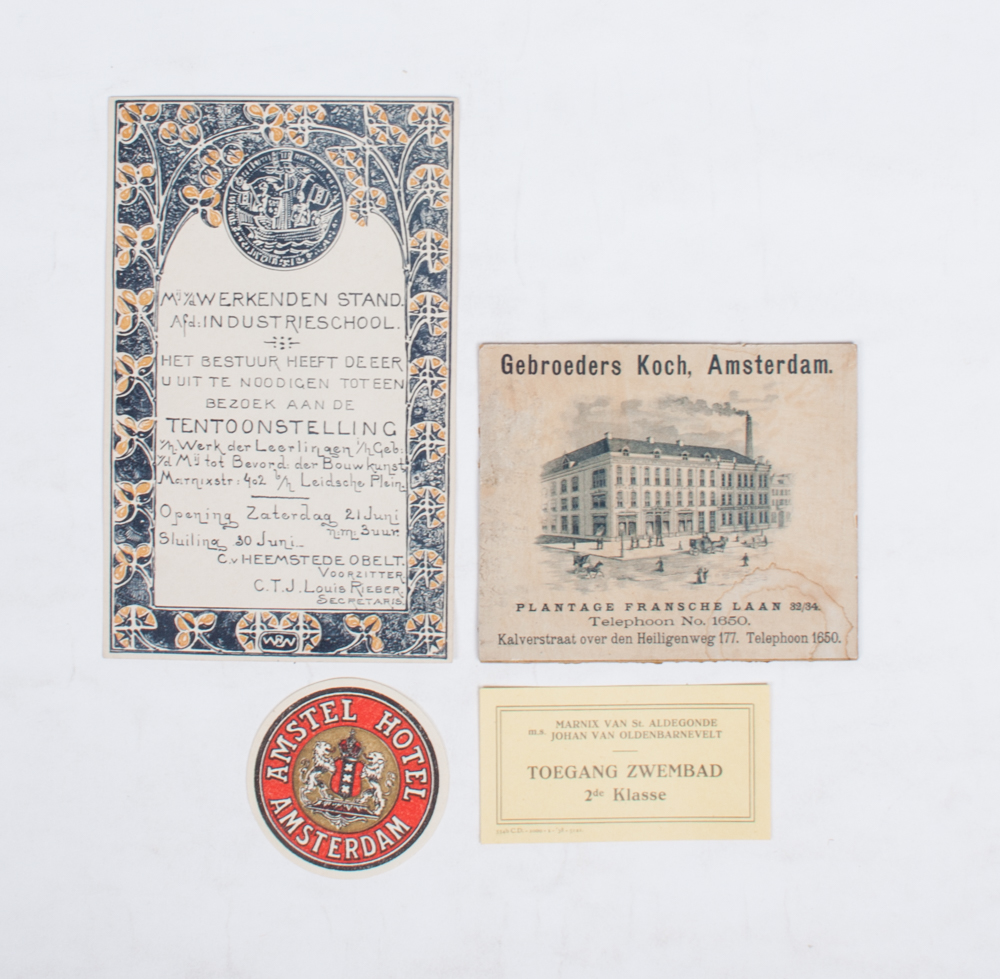 Mij v/d WERKENDEN STAND.
Afd: INDUSTRIESCHOOL.
HET BESTUUR HEEFT DE EER
U UIT TE NOODIGEN TOT EEN
BEZOEK AAN DE
TENTOONSTELLING
v/h Werk der Leerlingen i/h Geb:
v/d Mij tot Bevord: der Bouwkunst
Marnixstr: 402 b/h Leidsche Plein.
Opening Zaterdag 21 Juni
n.m: 3 uur.
Sluiting 30 Juni.
C.v HEEMSTEDE OBELT.
VOORZITTER
C.T.J. LOUIS RIEBER.
SECRETARIS.
Gebroeders Koch, Amsterdam.
PLANTAGE FRANSCHE LAAN 32/34.
Telephoon No. 1650.
Kalverstraat over den Heiligenweg 177. Telephoon 1650.
AMSTEL HOTEL
AMSTERDAM
MARNIX VAN St. ALDEGONDE
m.s. JOHAN VAN OLDENBARNEVELT
TOEGANG ZWEMBAD
2de Klasse